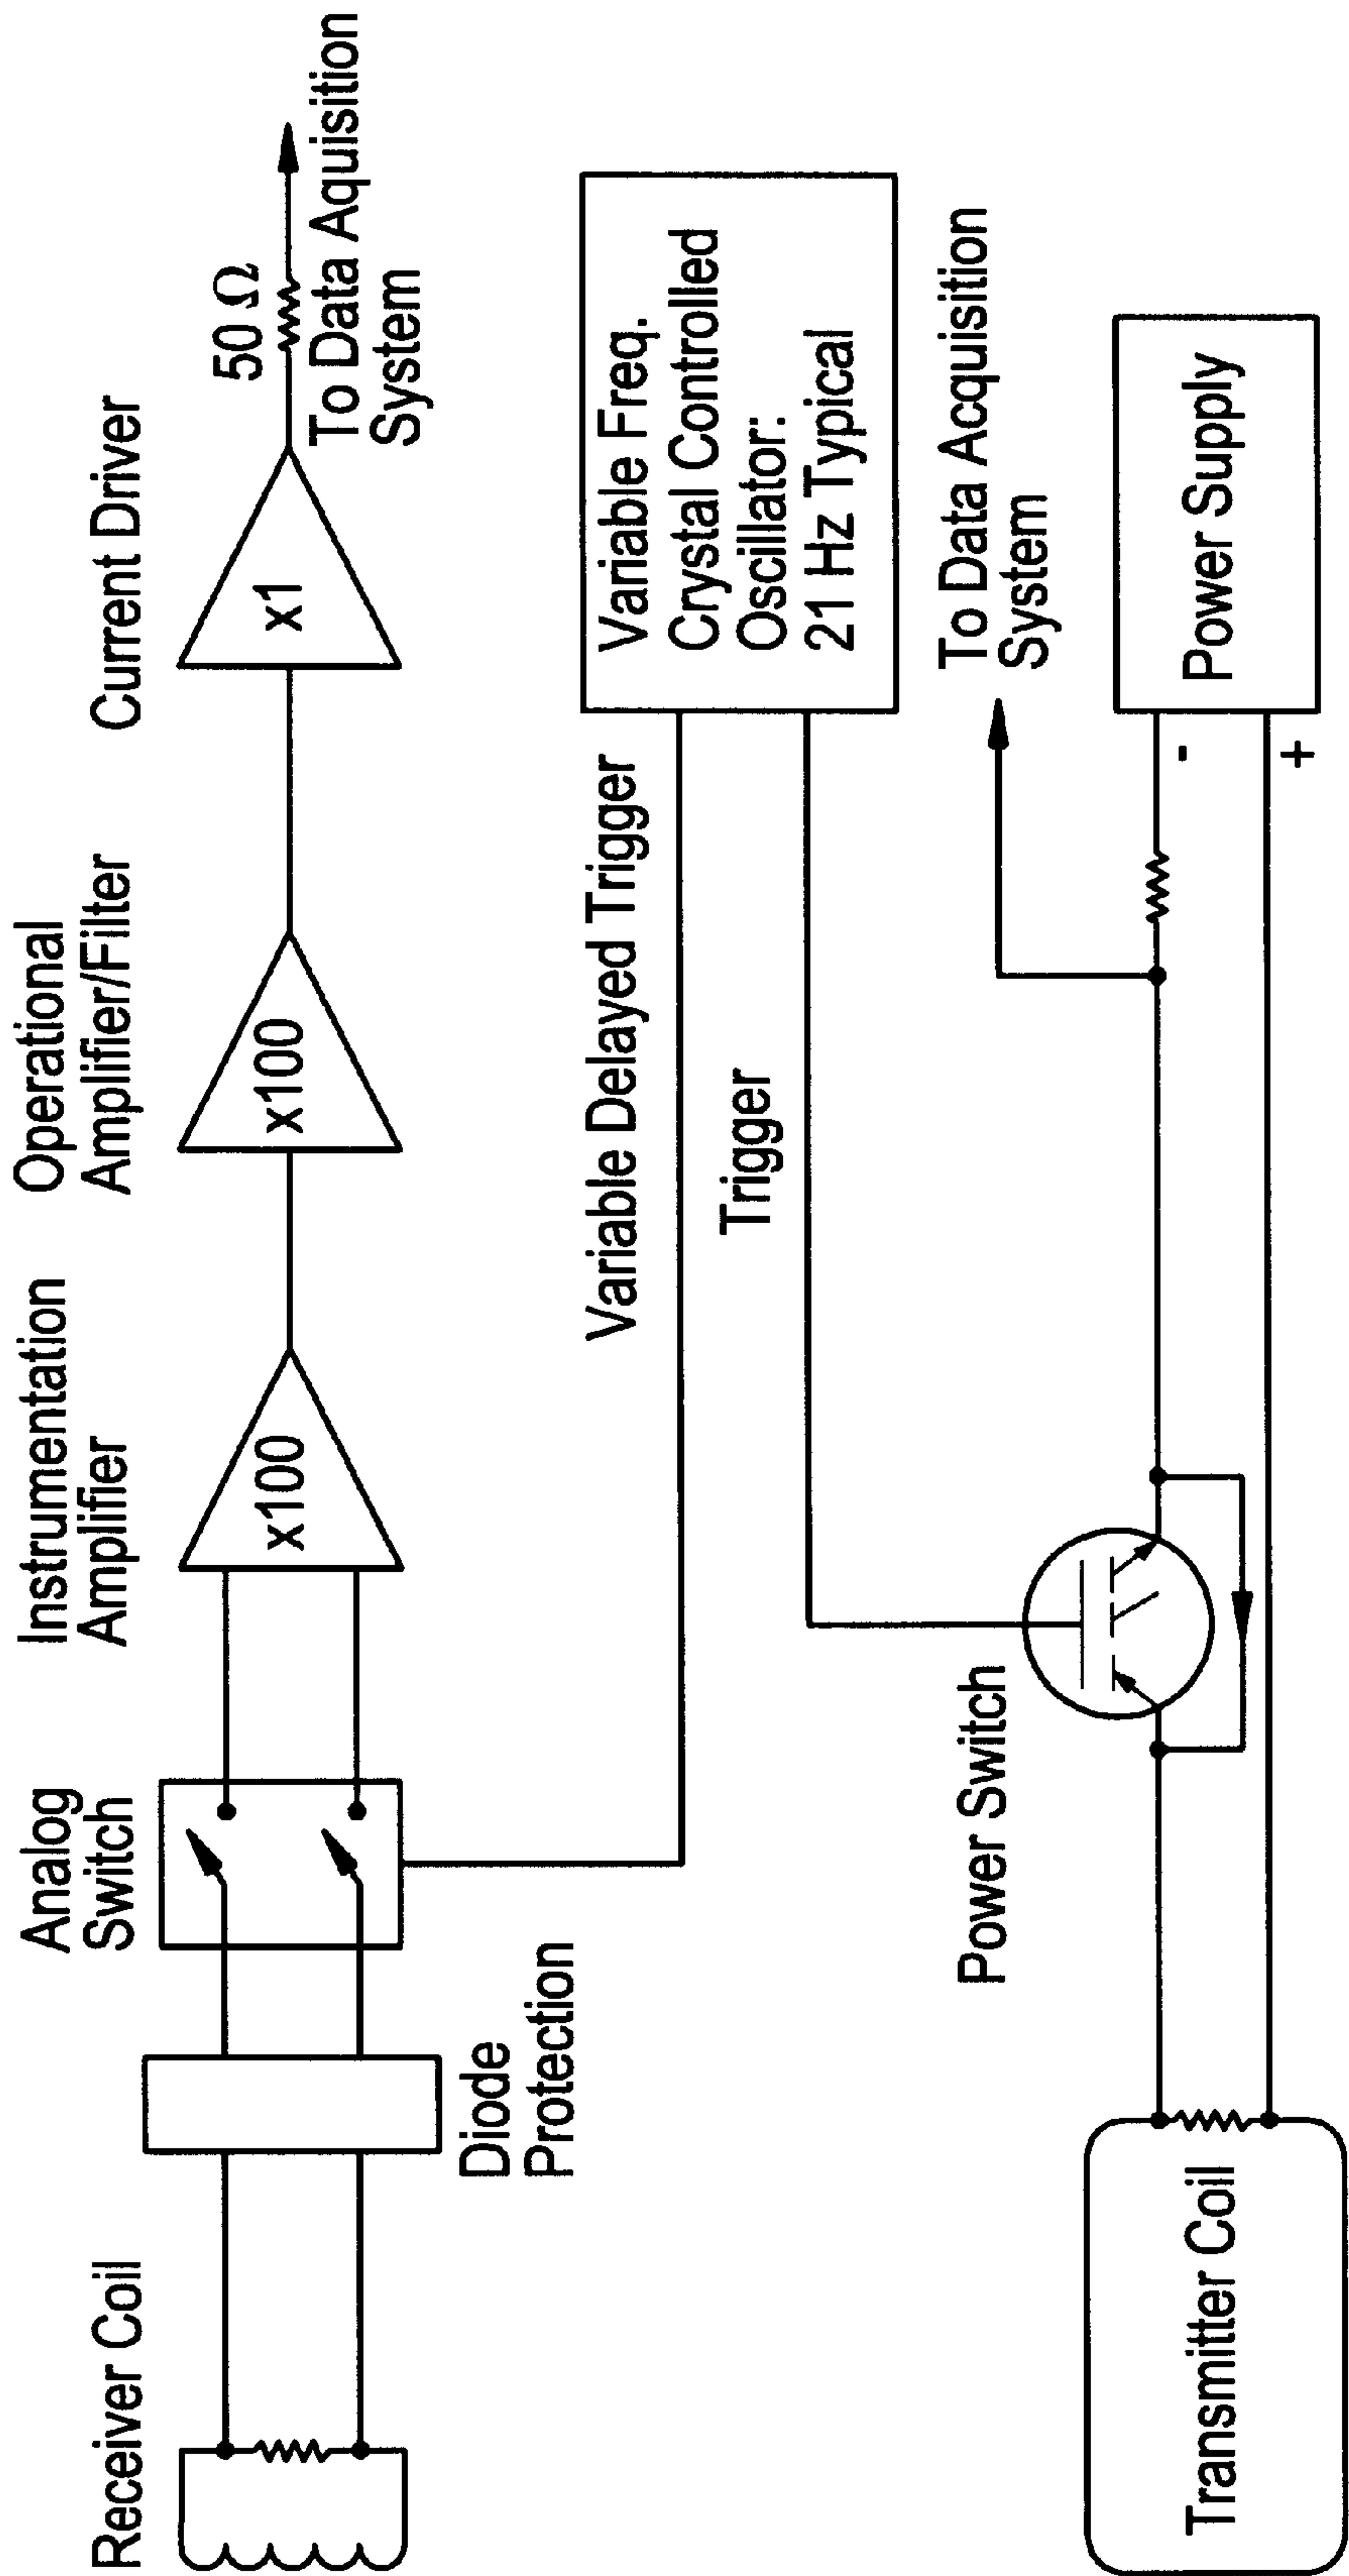 Receiver Coil
Diode
Protection
Analog
Switch
Instrumentation
Amplifier
x100
Operational
Amplifier/Filter
x100
Current Driver
x1
50 Ω
To Data Aquisition
System
Variable Delayed Trigger
Trigger
Variable Freq.
Crystal Controlled
Oscillator:
21 Hz Typical
Transmitter Coil
Power Switch
To Data Acquisition
System
-
+
Power Supply